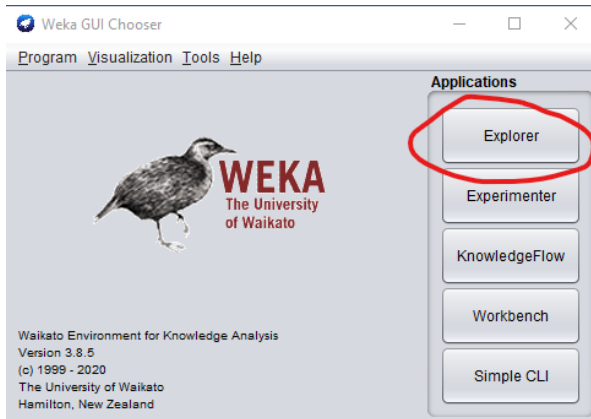 Weka GUI Chooser
Program Visualization Tools Help
Applications
Explorer
Experimenter
KnowledgeFlow
Workbench
Simple CLI
WEKA
The University
of Waikato
Waikato Environment for Knowledge Analysis
Version 3.8.5
(c) 1999 - 2020
The University of Waikato
Hamilton, New Zealand